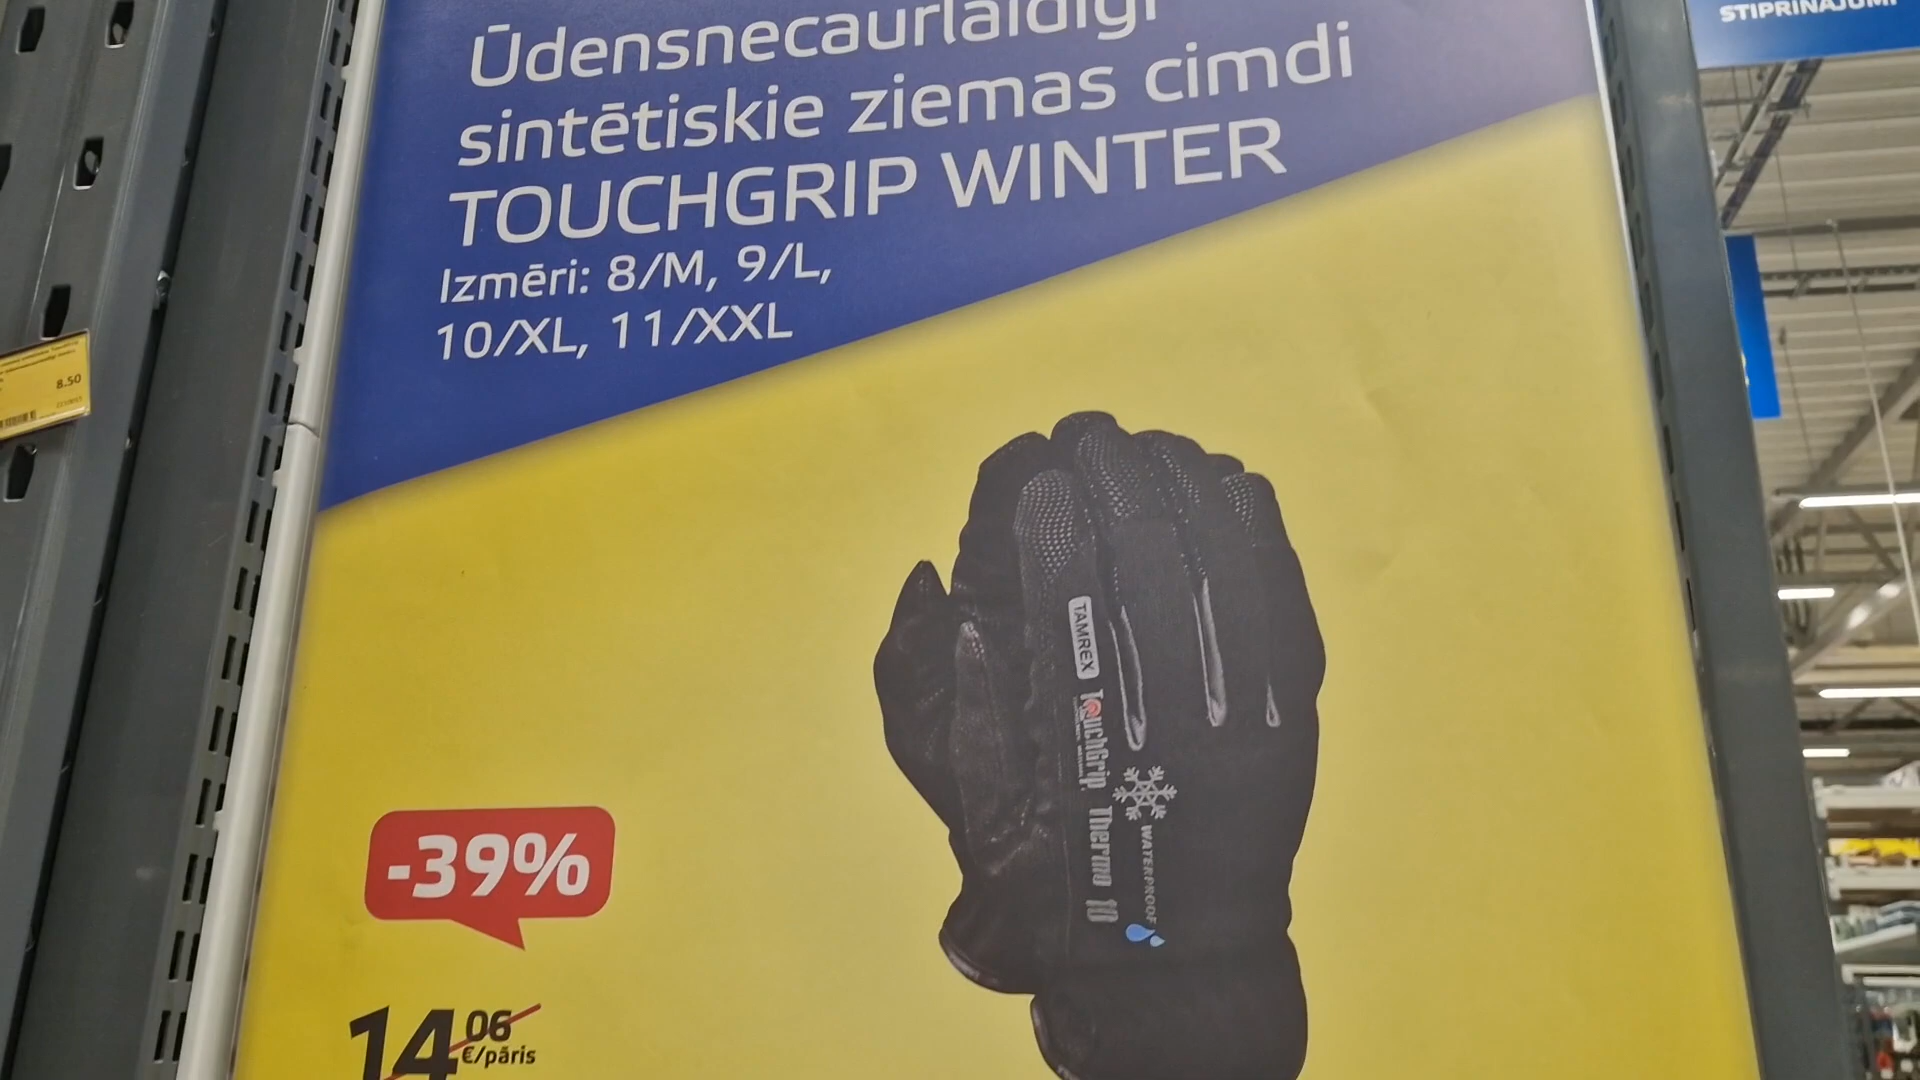 STIPRINĀJUMI
Ūdensnecaurlaidīgi
sintētiskie ziemas cimdi
TOUCHGRIP WINTER
Izmēri: 8/M, 9/L,
10/XL, 11/XXL
8.50
TAMREX
TouchGrip Thermo 10
WATERPROOF
-39%
14 06
€/pāris